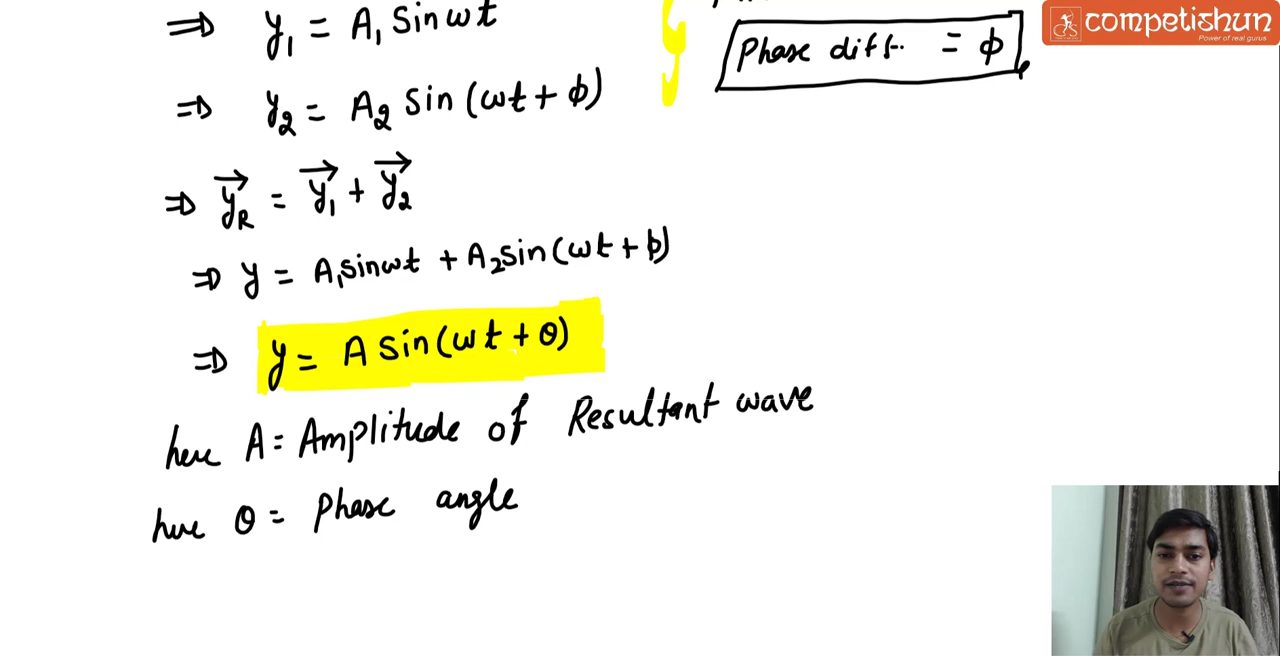 ⇒ y₁ = A₁ Sin ωt
Phase diff. = ϕ
competishun
Power of real gurus
⇒ y₂ = A₂ Sin (ωt + ϕ)
⇒ y⃗_R = y⃗₁ + y⃗₂
⇒ y = A₁sinωt + A₂sin(ωt + ϕ)
⇒ y = A sin(ωt + θ)
here A = Amplitude of Resultant wave
here θ = Phase angle